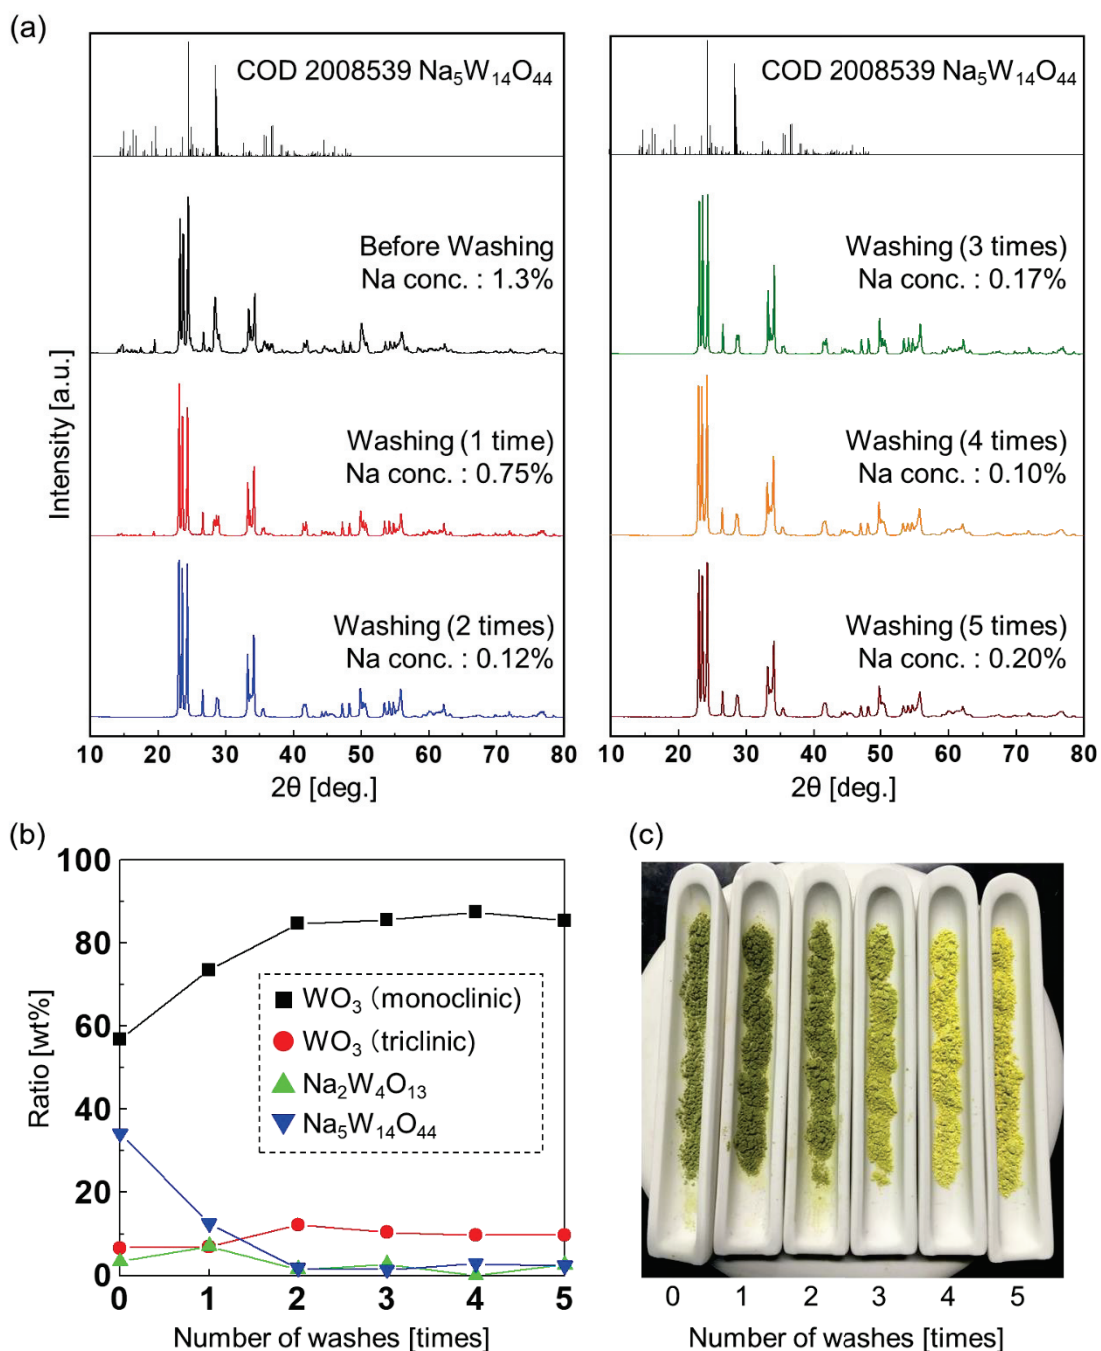 (a)
COD 2008539 Na₅W₁₄O₄₄
Before Washing
Na conc. : 1.3%
Washing (1 time)
Na conc. : 0.75%
Washing (2 times)
Na conc. : 0.12%
Intensity [a.u.]
10 20 30 40 50 60 70 80
2θ [deg.]
COD 2008539 Na₅W₁₄O₄₄
Washing (3 times)
Na conc. : 0.17%
Washing (4 times)
Na conc. : 0.10%
Washing (5 times)
Na conc. : 0.20%
10 20 30 40 50 60 70 80
2θ [deg.]
(b)
100
80
60
40
20
0
Ratio [wt%]
WO₃ (monoclinic)
WO₃ (triclinic)
Na₂W₄O₁₃
Na₅W₁₄O₄₄
0 1 2 3 4 5
Number of washes [times]
(c)
0 1 2 3 4 5
Number of washes [times]